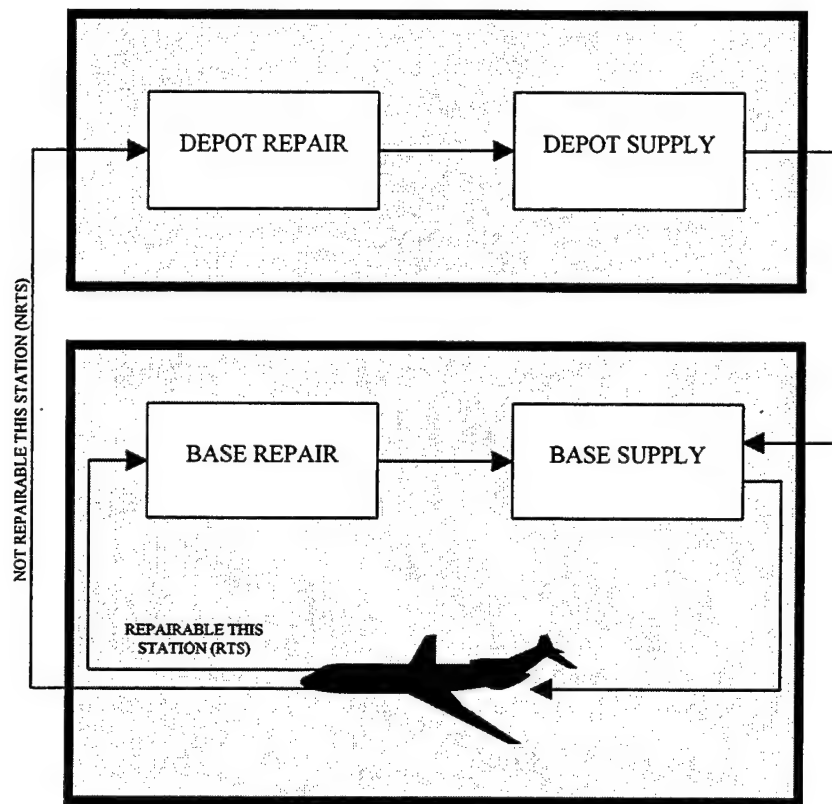 DEPOT REPAIR
DEPOT SUPPLY
NOT REPAIRABLE THIS STATION (NRTS)
BASE REPAIR
BASE SUPPLY
REPAIRABLE THIS
STATION (RTS)